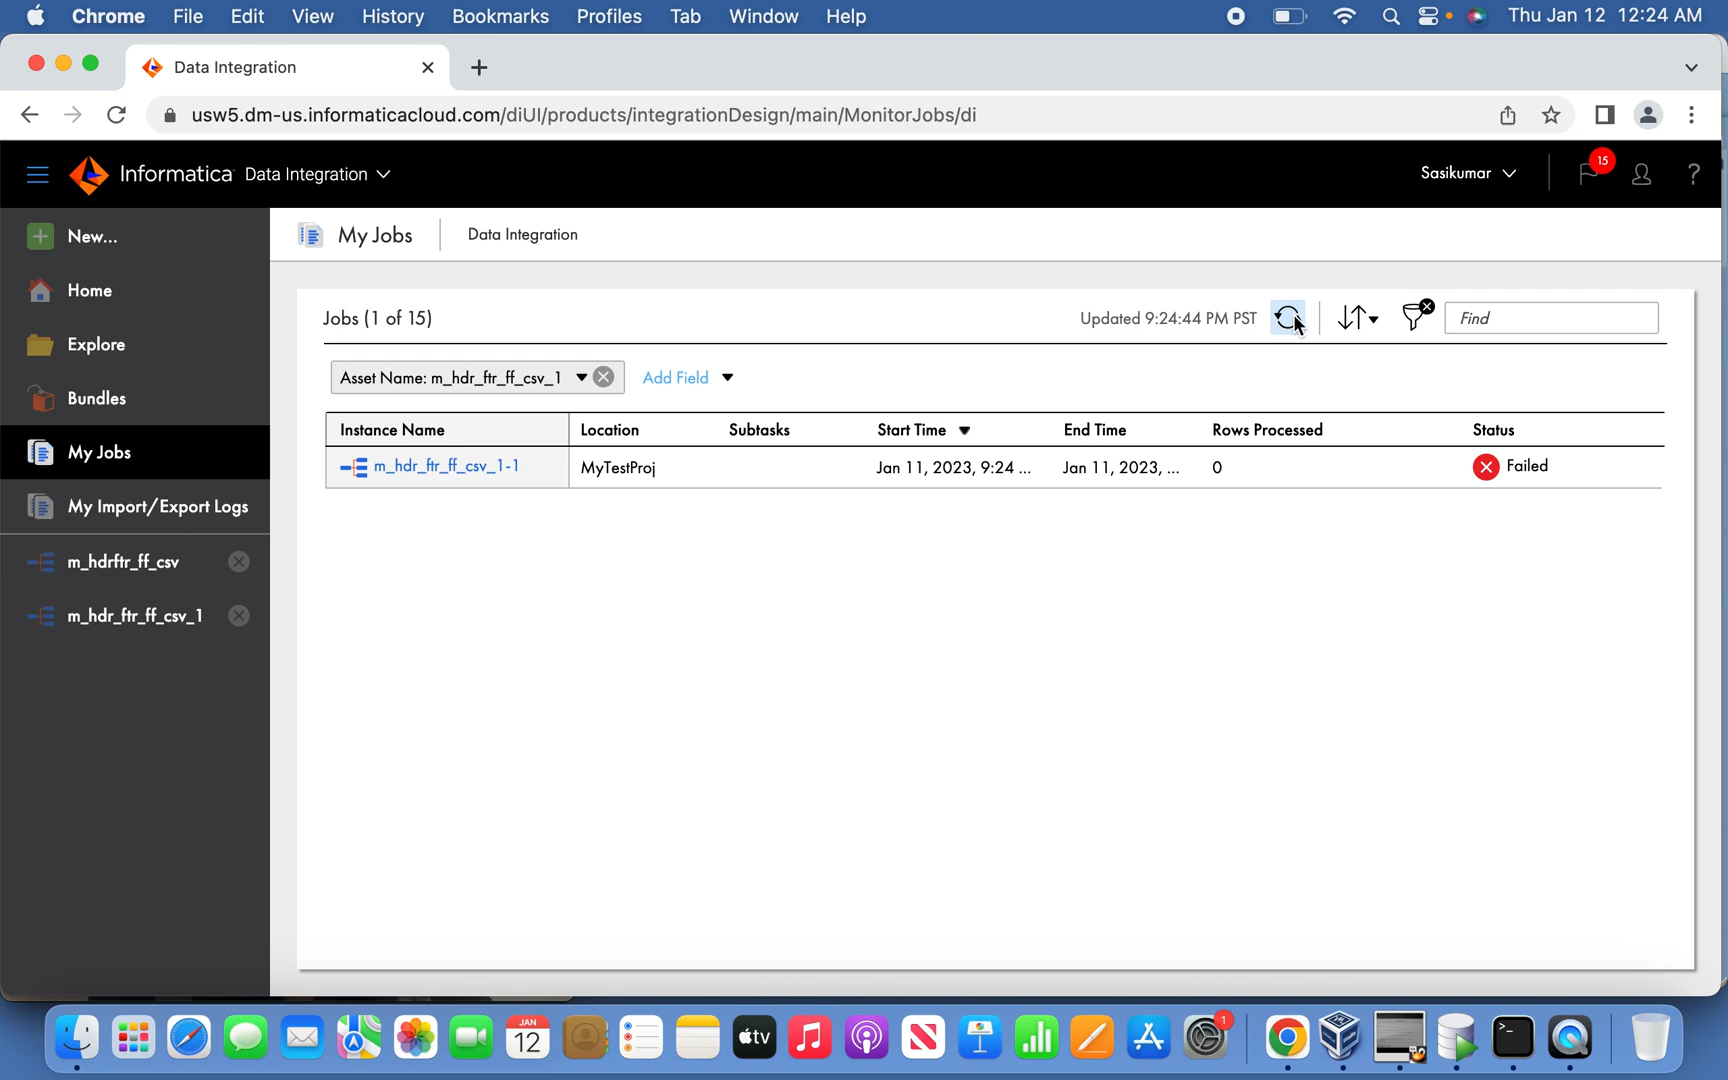 Chrome File Edit View History Bookmarks Profiles Tab Window Help Thu Jan 12 12:24 AM
Data Integration
usw5.dm-us.informaticacloud.com/diUI/products/integrationDesign/main/MonitorJobs/di
Informatica Data Integration Sasikumar 15 ?
New...
Home
Explore
Bundles
My Jobs
My Import/Export Logs
m_hdrftr_ff_csv
m_hdr_ftr_ff_csv_1
My Jobs Data Integration
Jobs (1 of 15) Updated 9:24:44 PM PST Find
Asset Name: m_hdr_ftr_ff_csv_1 Add Field
Instance Name Location Subtasks Start Time End Time Rows Processed Status
m_hdr_ftr_ff_csv_1-1 MyTestProj Jan 11, 2023, 9:24 ... Jan 11, 2023, ... 0 Failed
JAN
12
tv
1